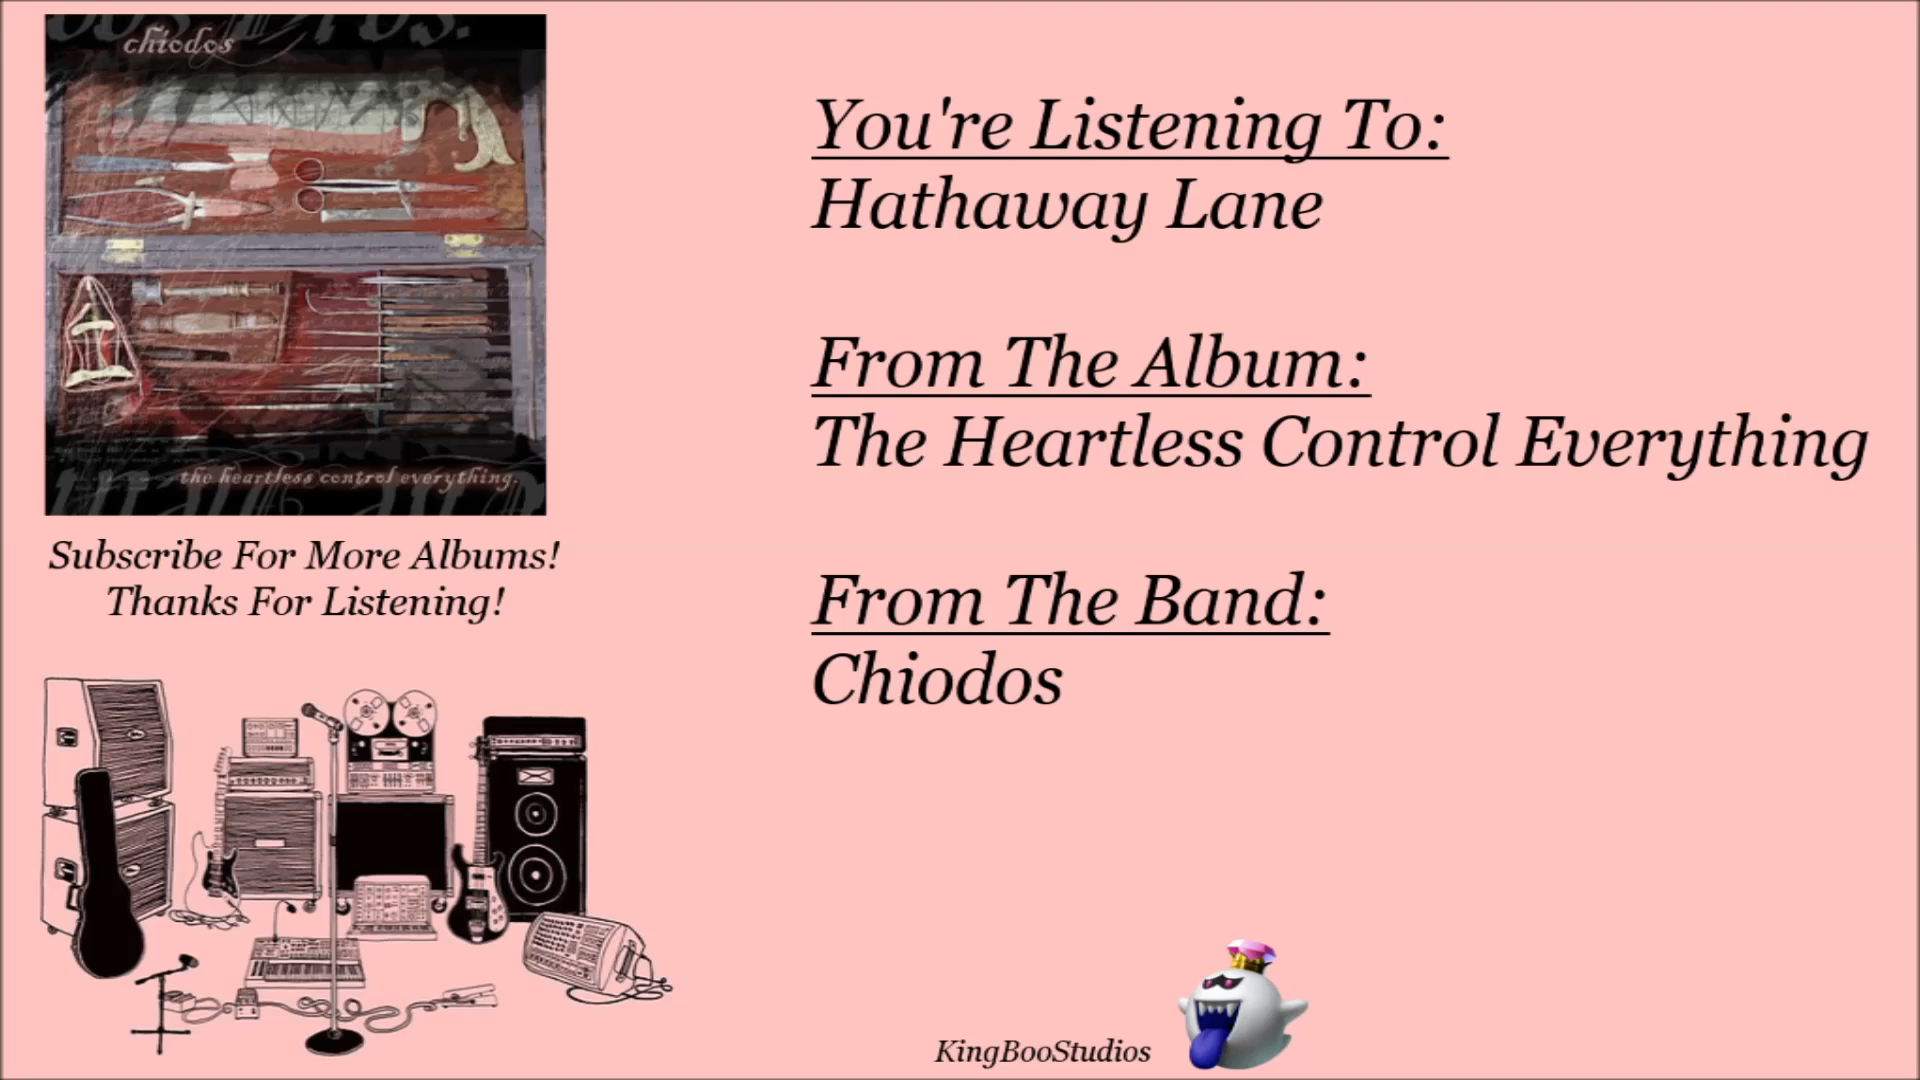 chiodos
the heartless control everything.
Subscribe For More Albums!
Thanks For Listening!
You're Listening To:
Hathaway Lane
From The Album:
The Heartless Control Everything
From The Band:
Chiodos
KingBooStudios